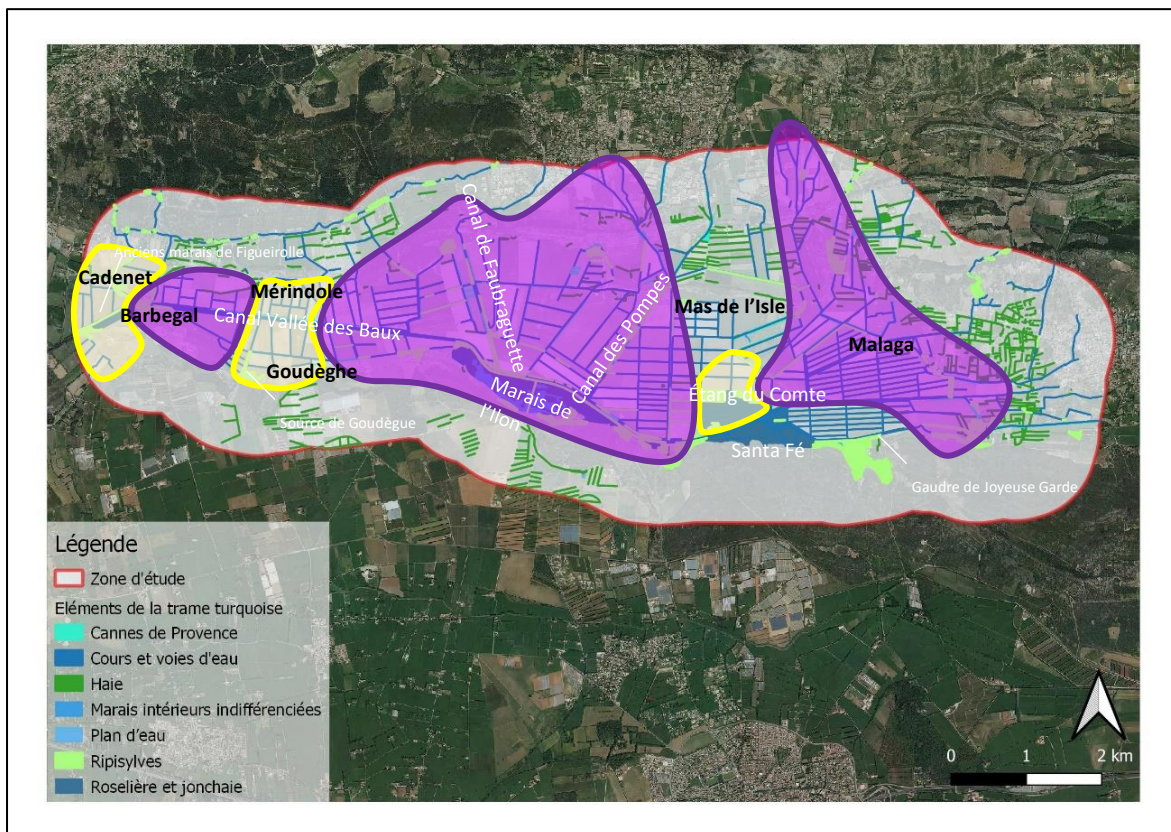 Anciens marais de Figueirolle
Cadenet
Mérindole
Barbegal
Canal Vallée des Baux
Goudèghe
Source de Goudègue
Canal de Faubraguette
Canal des Pompes
Marais de
l'Ilon
Mas de l'Isle
Malaga
Étang du Comte
Santa Fé
Gaudre de Joyeuse Garde
Légende
Zone d'étude
Eléments de la trame turquoise
Cannes de Provence
Cours et voies d'eau
Haie
Marais intérieurs indifférenciées
Plan d'eau
Ripisylves
Roselière et jonchaie
0 1 2 km